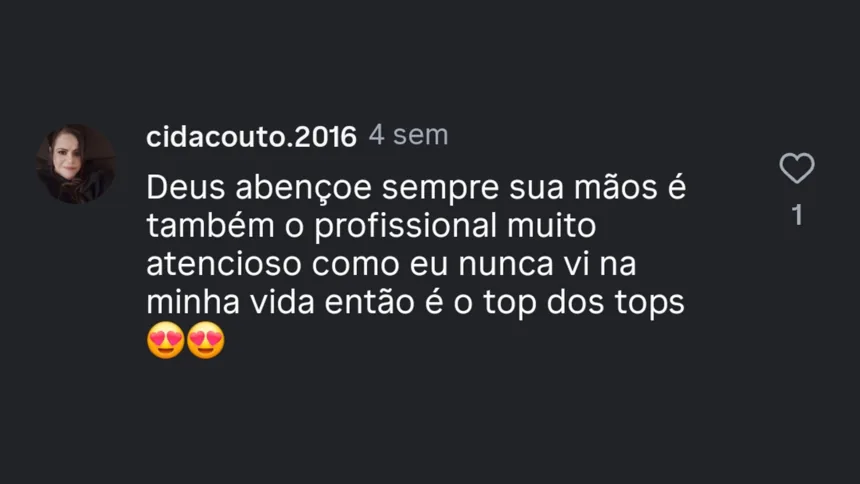 cidacouto.2016 4 sem
Deus abençoe sempre sua mãos é
também o profissional muito
atencioso como eu nunca vi na
minha vida então é o top dos tops
😍😍
1